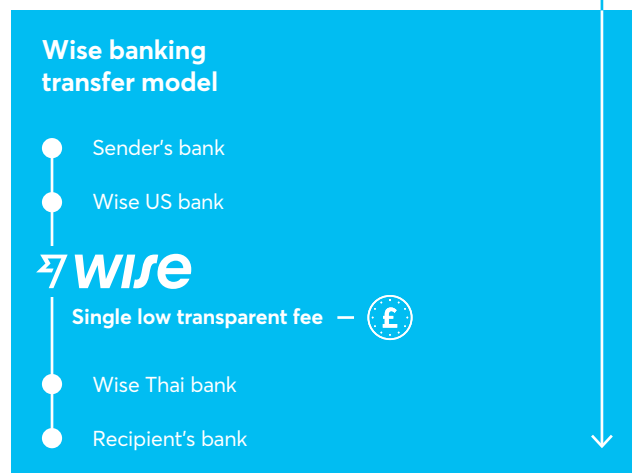 Wise banking
transfer model
Sender's bank
Wise US bank
wise
Single low transparent fee — £
Wise Thai bank
Recipient's bank